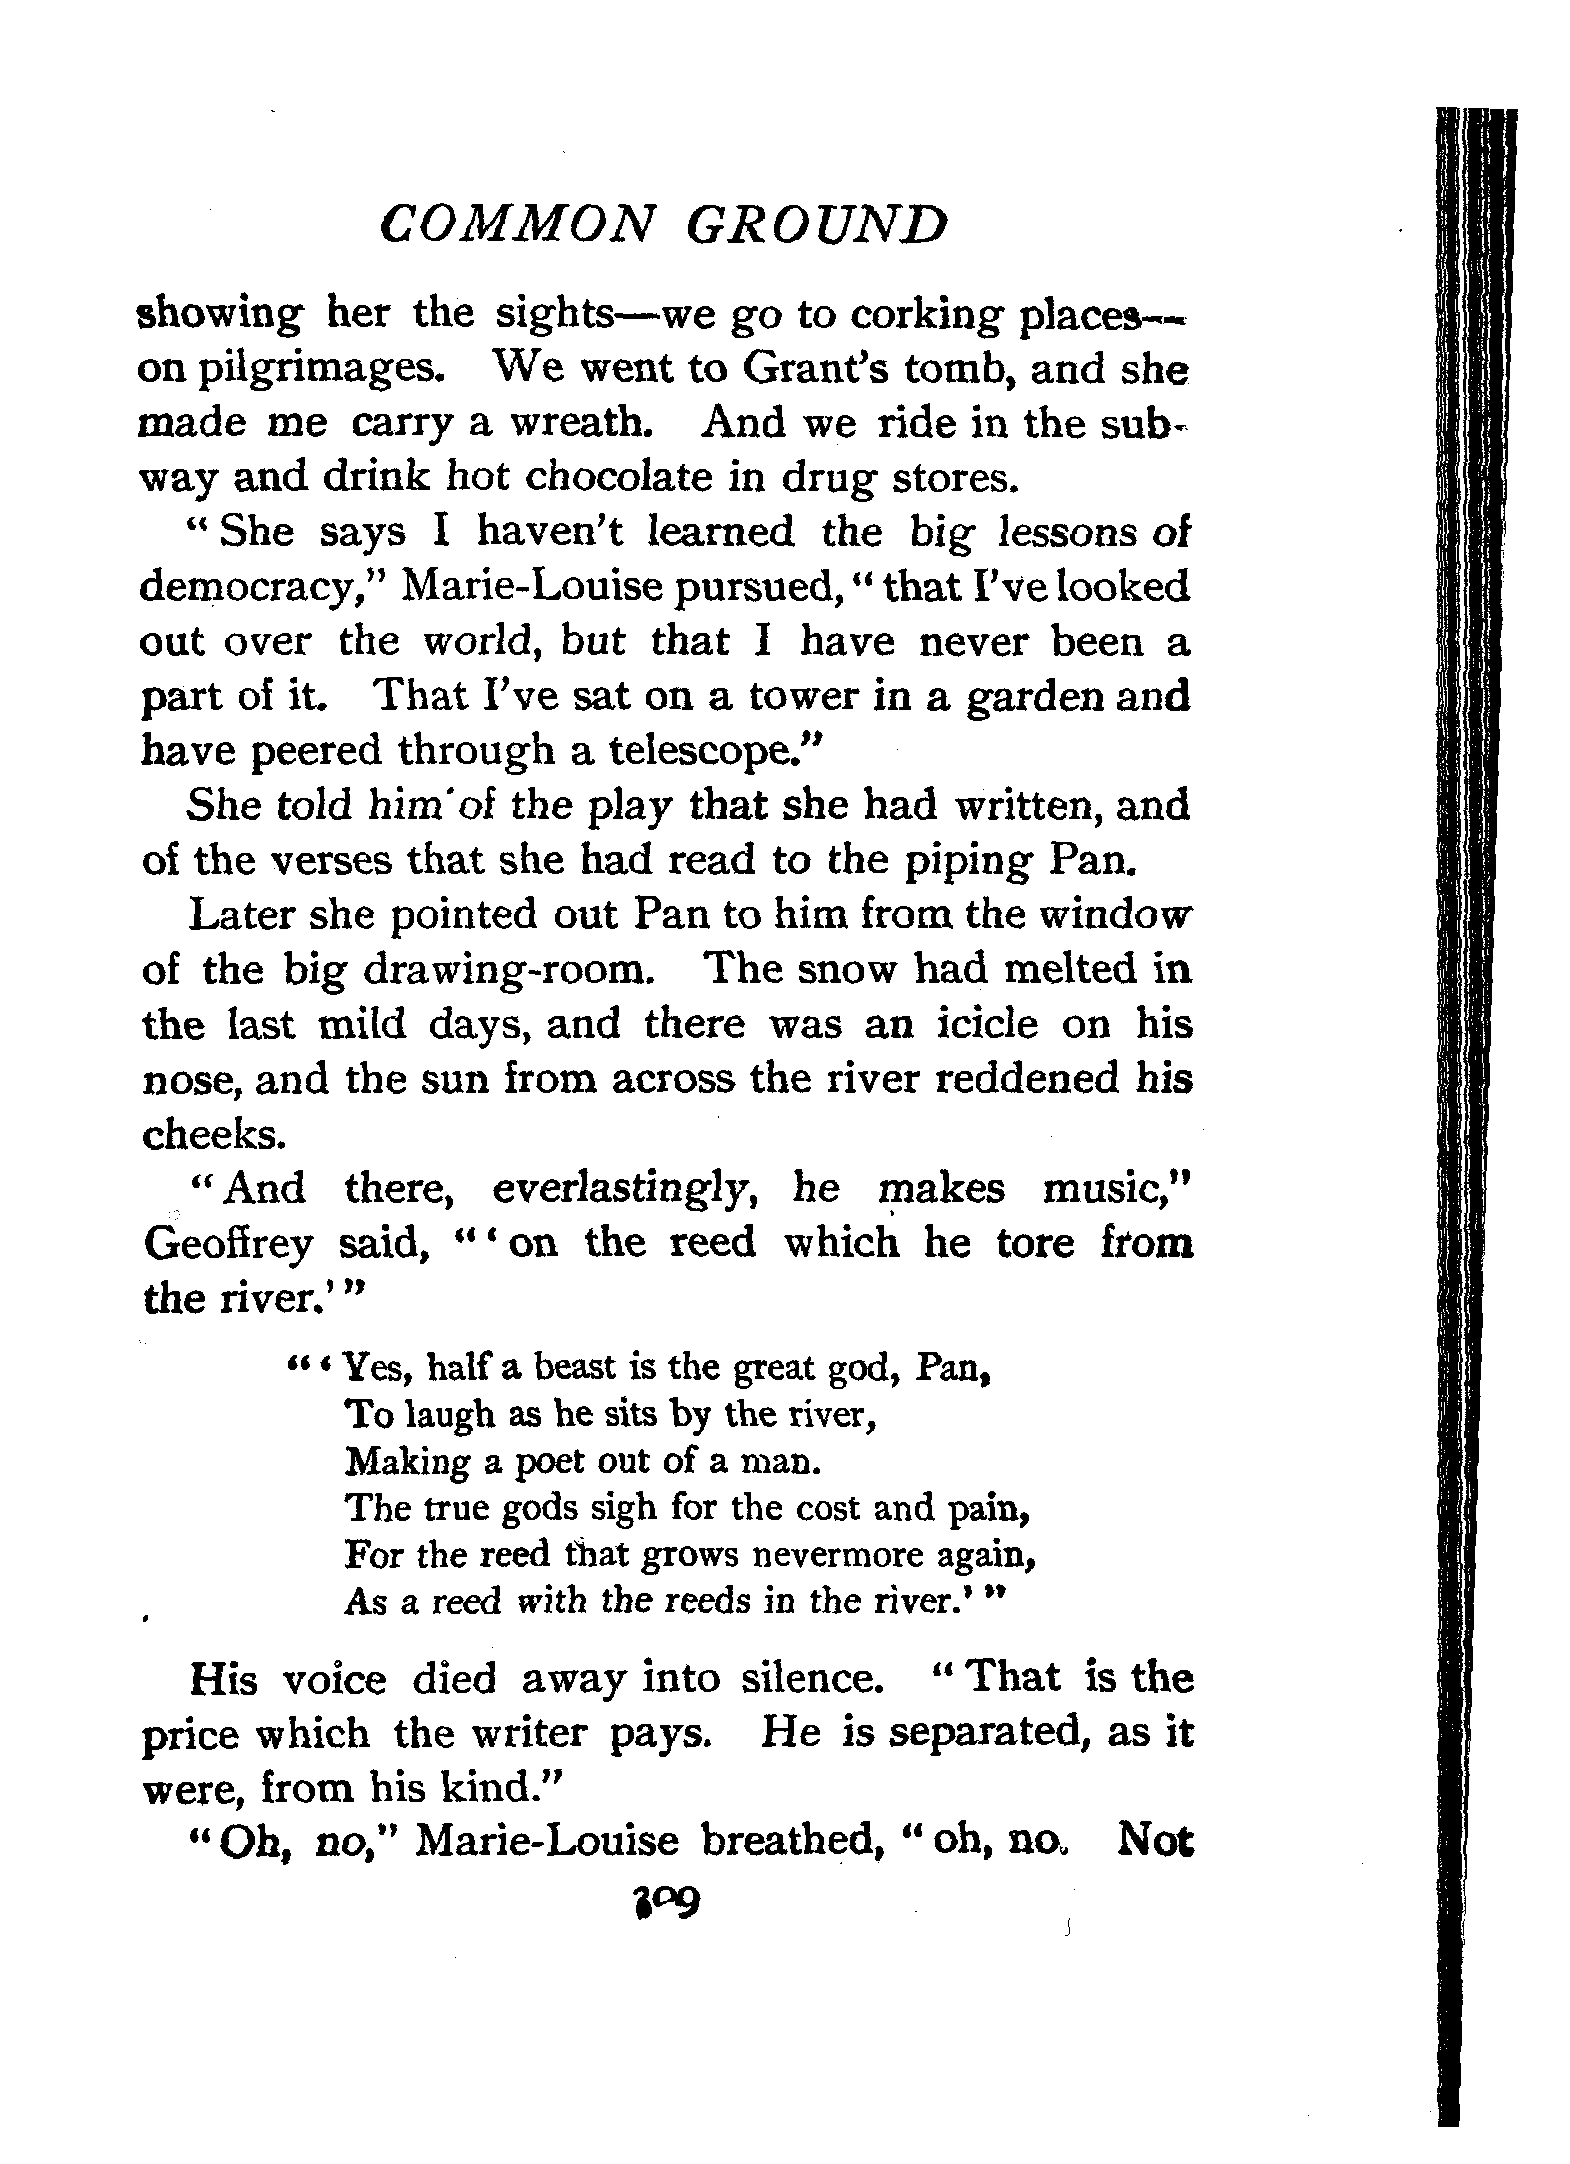 COMMON GROUND
showing her the sights—we go to corking places—
on pilgrimages. We went to Grant's tomb, and she
made me carry a wreath. And we ride in the sub-
way and drink hot chocolate in drug stores.
"She says I haven't learned the big lessons of
democracy," Marie-Louise pursued, "that I've looked
out over the world, but that I have never been a
part of it. That I've sat on a tower in a garden and
have peered through a telescope."
She told him of the play that she had written, and
of the verses that she had read to the piping Pan.
Later she pointed out Pan to him from the window
of the big drawing-room. The snow had melted in
the last mild days, and there was an icicle on his
nose, and the sun from across the river reddened his
cheeks.
"And there, everlastingly, he makes music,"
Geoffrey said, "'on the reed which he tore from
the river.'"
"'Yes, half a beast is the great god, Pan,
To laugh as he sits by the river,
Making a poet out of a man.
The true gods sigh for the cost and pain,
For the reed that grows nevermore again,
As a reed with the reeds in the river.'"
His voice died away into silence. "That is the
price which the writer pays. He is separated, as it
were, from his kind."
"Oh, no," Marie-Louise breathed, "oh, no. Not
309